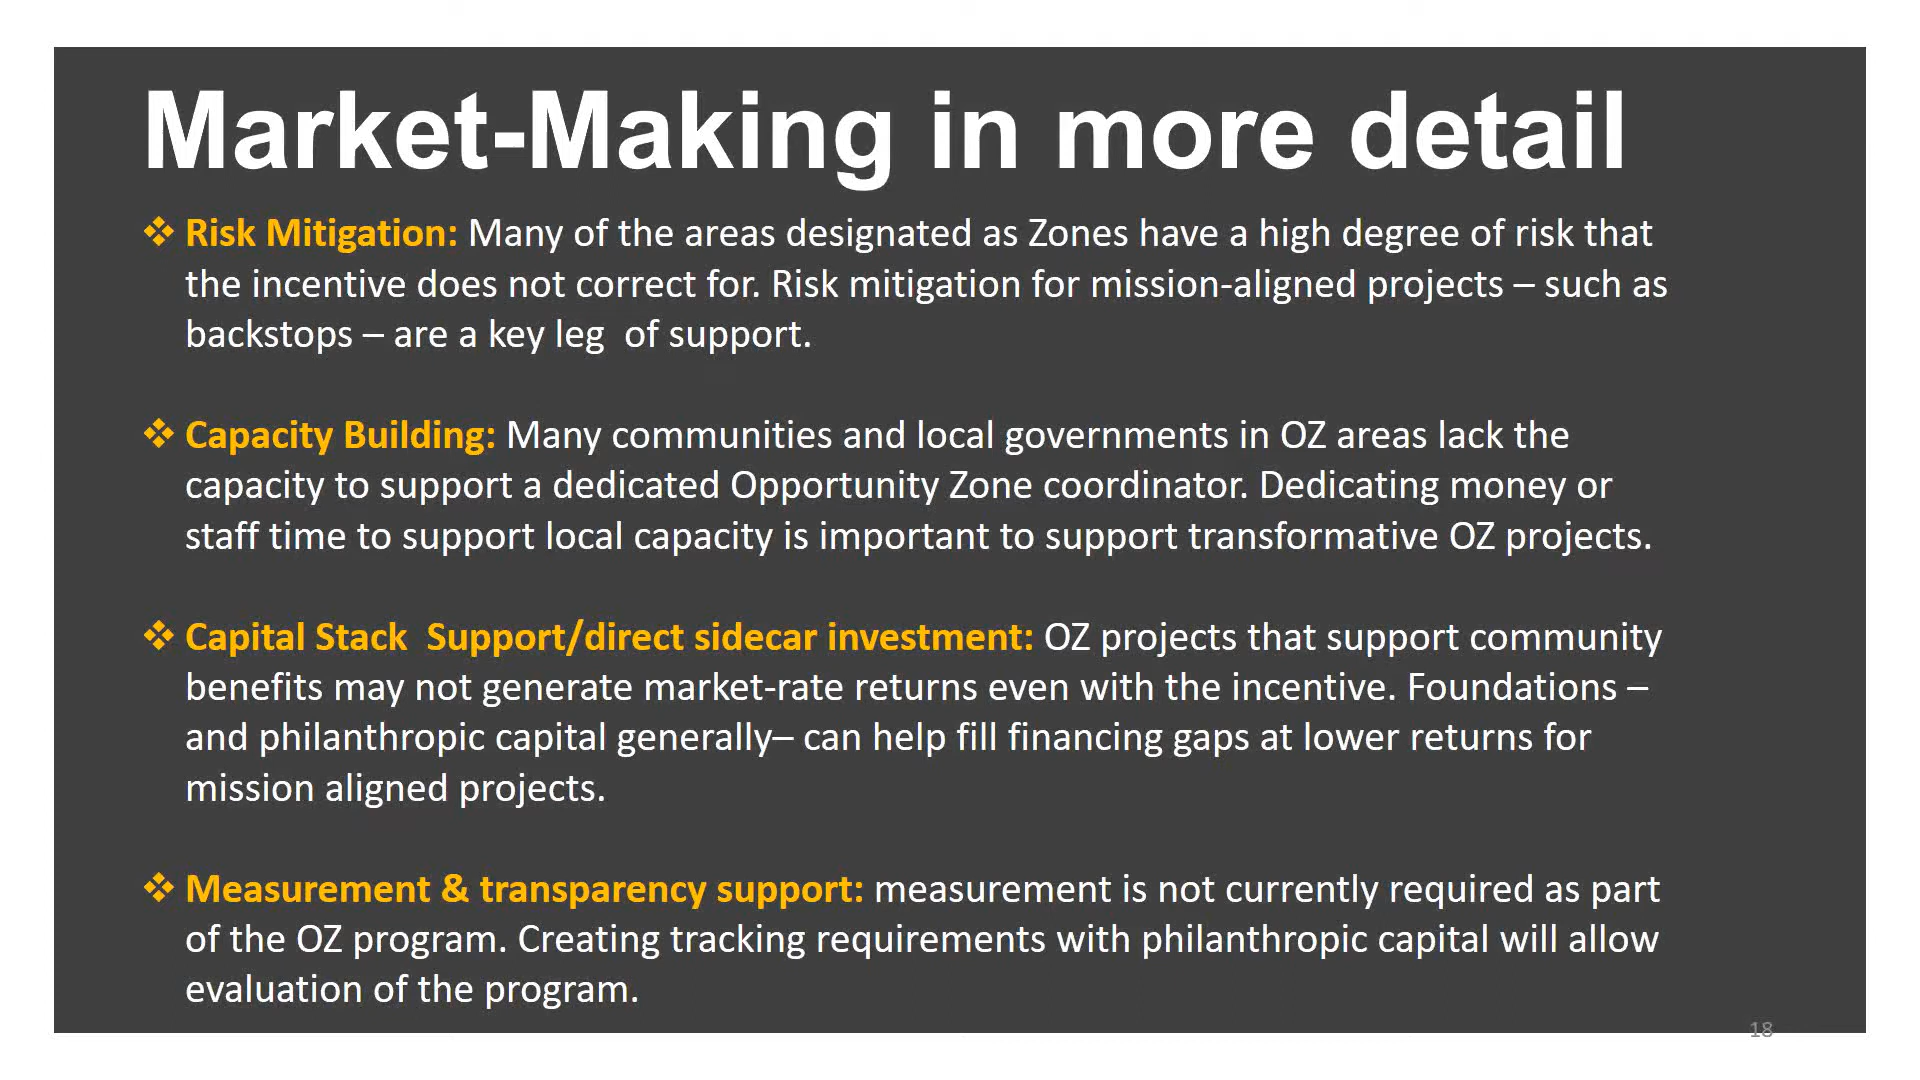 Market-Making in more detail
❖ Risk Mitigation: Many of the areas designated as Zones have a high degree of risk that
the incentive does not correct for. Risk mitigation for mission-aligned projects – such as
backstops – are a key leg  of support.
❖ Capacity Building: Many communities and local governments in OZ areas lack the
capacity to support a dedicated Opportunity Zone coordinator. Dedicating money or
staff time to support local capacity is important to support transformative OZ projects.
❖ Capital Stack  Support/direct sidecar investment: OZ projects that support community
benefits may not generate market-rate returns even with the incentive. Foundations –
and philanthropic capital generally– can help fill financing gaps at lower returns for
mission aligned projects.
❖ Measurement & transparency support: measurement is not currently required as part
of the OZ program. Creating tracking requirements with philanthropic capital will allow
evaluation of the program.
18